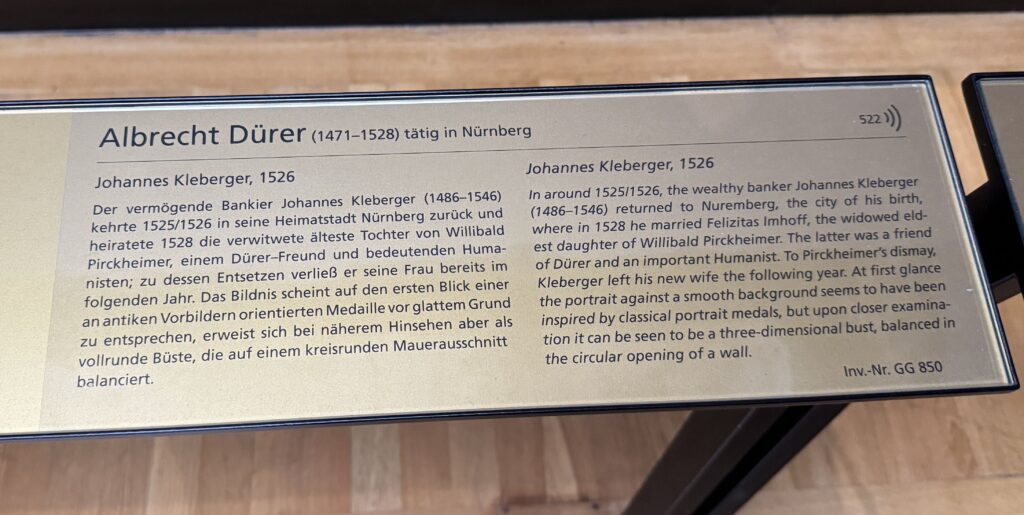 Albrecht Dürer (1471–1528) tätig in Nürnberg
522
Johannes Kleberger, 1526
Der vermögende Bankier Johannes Kleberger (1486–1546)
kehrte 1525/1526 in seine Heimatstadt Nürnberg zurück und
heiratete 1528 die verwitwete älteste Tochter von Willibald
Pirckheimer, einem Dürer–Freund und bedeutenden Huma-
nisten; zu dessen Entsetzen verließ er seine Frau bereits im
folgenden Jahr. Das Bildnis scheint auf den ersten Blick einer
an antiken Vorbildern orientierten Medaille vor glattem Grund
zu entsprechen, erweist sich bei näherem Hinsehen aber als
vollrunde Büste, die auf einem kreisrunden Mauerausschnitt
balanciert.
Johannes Kleberger, 1526
In around 1525/1526, the wealthy banker Johannes Kleberger
(1486–1546) returned to Nuremberg, the city of his birth,
where in 1528 he married Felizitas Imhoff, the widowed eld-
est daughter of Willibald Pirckheimer. The latter was a friend
of Dürer and an important Humanist. To Pirckheimer's dismay,
Kleberger left his new wife the following year. At first glance
the portrait against a smooth background seems to have been
inspired by classical portrait medals, but upon closer examina-
tion it can be seen to be a three-dimensional bust, balanced in
the circular opening of a wall.
Inv.-Nr. GG 850